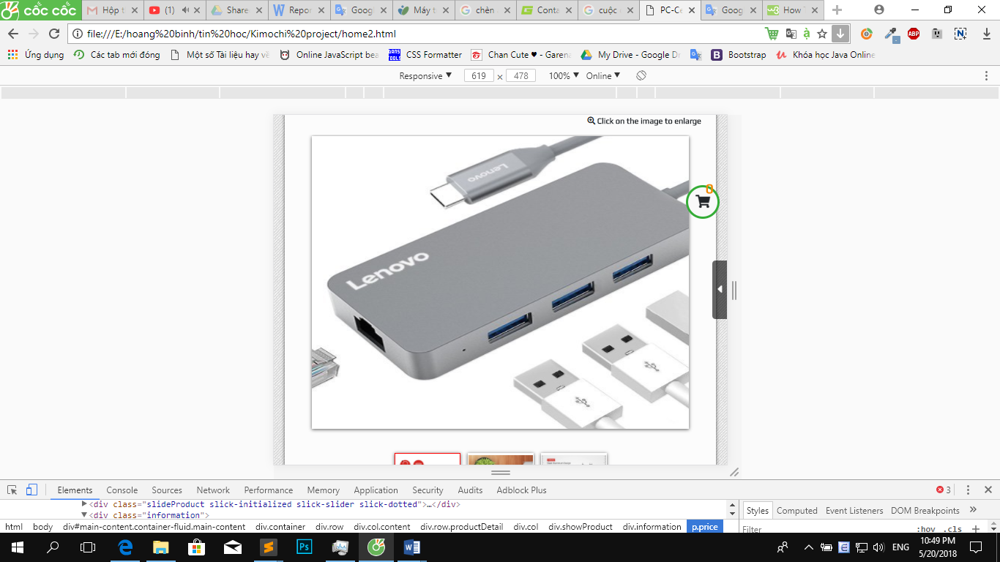 cốc cốc
Hộp t
(1)
Share
Repor
Goog
Máy t
chèn
Conta
cuộc
PC-Ce
Goog
How
file:///E:/hoang%20binh/tin%20hoc/Kimochi%20project/home2.html
Ứng dụng
Các tab mới đóng
Một số Tài liệu hay v
Online JavaScript bea
CSS Formatter
Chan Cute ♥ - Garena
My Drive - Google Dr
Bootstrap
Khóa học Java Online
Responsive ▼ 619 × 478 100% ▼ Online ▼
Click on the image to enlarge
Lenovo
0
Lenovo
Elements Console Sources Network Performance Memory Application Security Audits Adblock Plus 3
<div class="slideProduct slick-initialized slick-slider slick-dotted">…</div>
<div class="information">
html body div#main-content.container-fluid.main-content div.container div.row div.col.content div.row.productDetail div.col div.showProduct div.information p.price
Styles Computed Event Listeners DOM Breakpoints »
Filter :hov .cls +
ENG
10:49 PM
5/20/2018